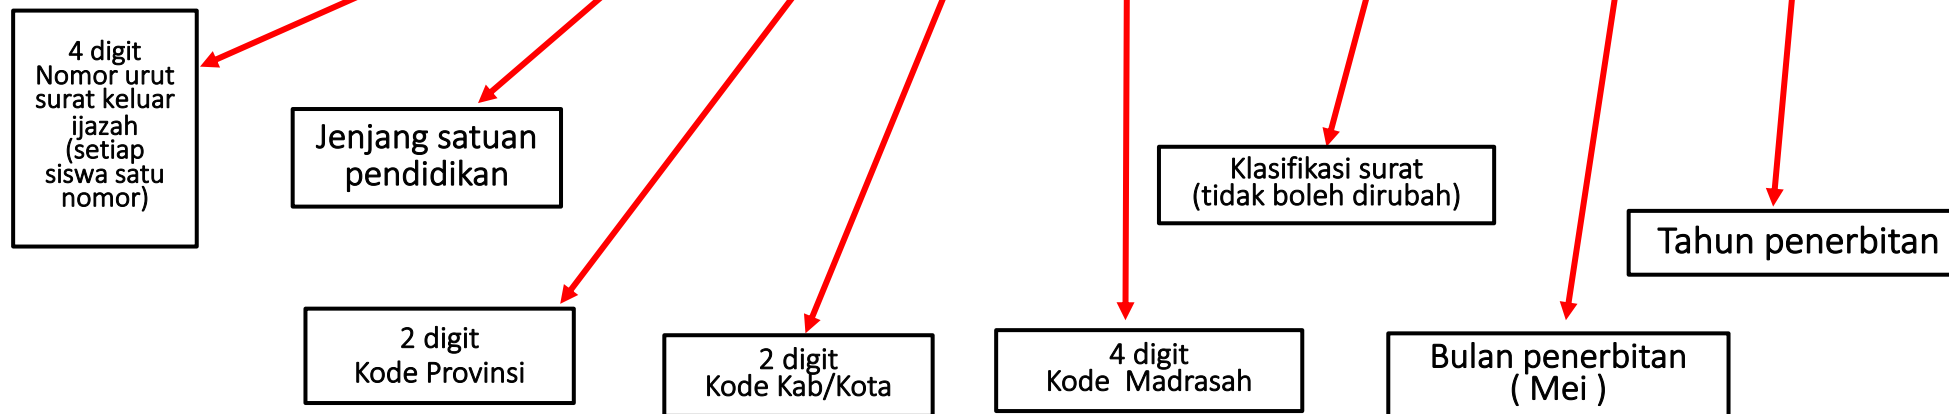 4 digit
Nomor urut
surat keluar
ijazah
(setiap
siswa satu
nomor)
Jenjang satuan
pendidikan
2 digit
Kode Provinsi
2 digit
Kode Kab/Kota
4 digit
Kode Madrasah
Klasifikasi surat
(tidak boleh dirubah)
Bulan penerbitan
( Mei )
Tahun penerbitan